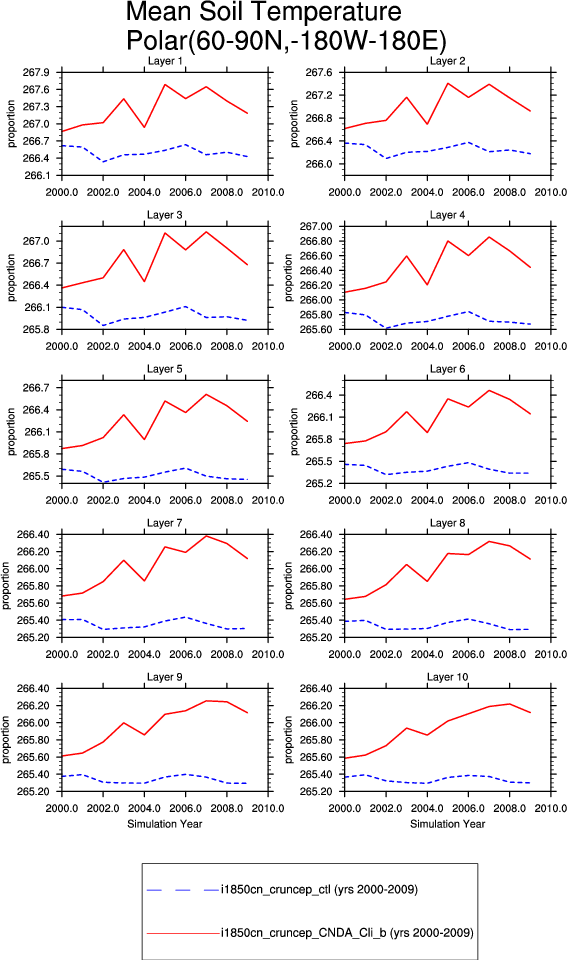 Mean Soil Temperature
Polar(60-90N,-180W-180E)
Layer 1
267.9
267.6
267.3
267.0
266.7
266.4
266.1
proportion
2000.0 2002.0 2004.0 2006.0 2008.0 2010.0
Layer 2
267.6
267.2
266.8
266.4
266.0
proportion
2000.0 2002.0 2004.0 2006.0 2008.0 2010.0
Layer 3
267.0
266.7
266.4
266.1
265.8
proportion
2000.0 2002.0 2004.0 2006.0 2008.0 2010.0
Layer 4
267.00
266.80
266.60
266.40
266.20
266.00
265.80
265.60
proportion
2000.0 2002.0 2004.0 2006.0 2008.0 2010.0
Layer 5
266.7
266.4
266.1
265.8
265.5
proportion
2000.0 2002.0 2004.0 2006.0 2008.0 2010.0
Layer 6
266.4
266.1
265.8
265.5
265.2
proportion
2000.0 2002.0 2004.0 2006.0 2008.0 2010.0
Layer 7
266.40
266.20
266.00
265.80
265.60
265.40
265.20
proportion
2000.0 2002.0 2004.0 2006.0 2008.0 2010.0
Layer 8
266.40
266.20
266.00
265.80
265.60
265.40
265.20
proportion
2000.0 2002.0 2004.0 2006.0 2008.0 2010.0
Layer 9
266.40
266.20
266.00
265.80
265.60
265.40
265.20
proportion
2000.0 2002.0 2004.0 2006.0 2008.0 2010.0
Simulation Year
Layer 10
266.40
266.20
266.00
265.80
265.60
265.40
265.20
proportion
2000.0 2002.0 2004.0 2006.0 2008.0 2010.0
Simulation Year
i1850cn_cruncep_ctl (yrs 2000-2009)
i1850cn_cruncep_CNDA_Cli_b (yrs 2000-2009)